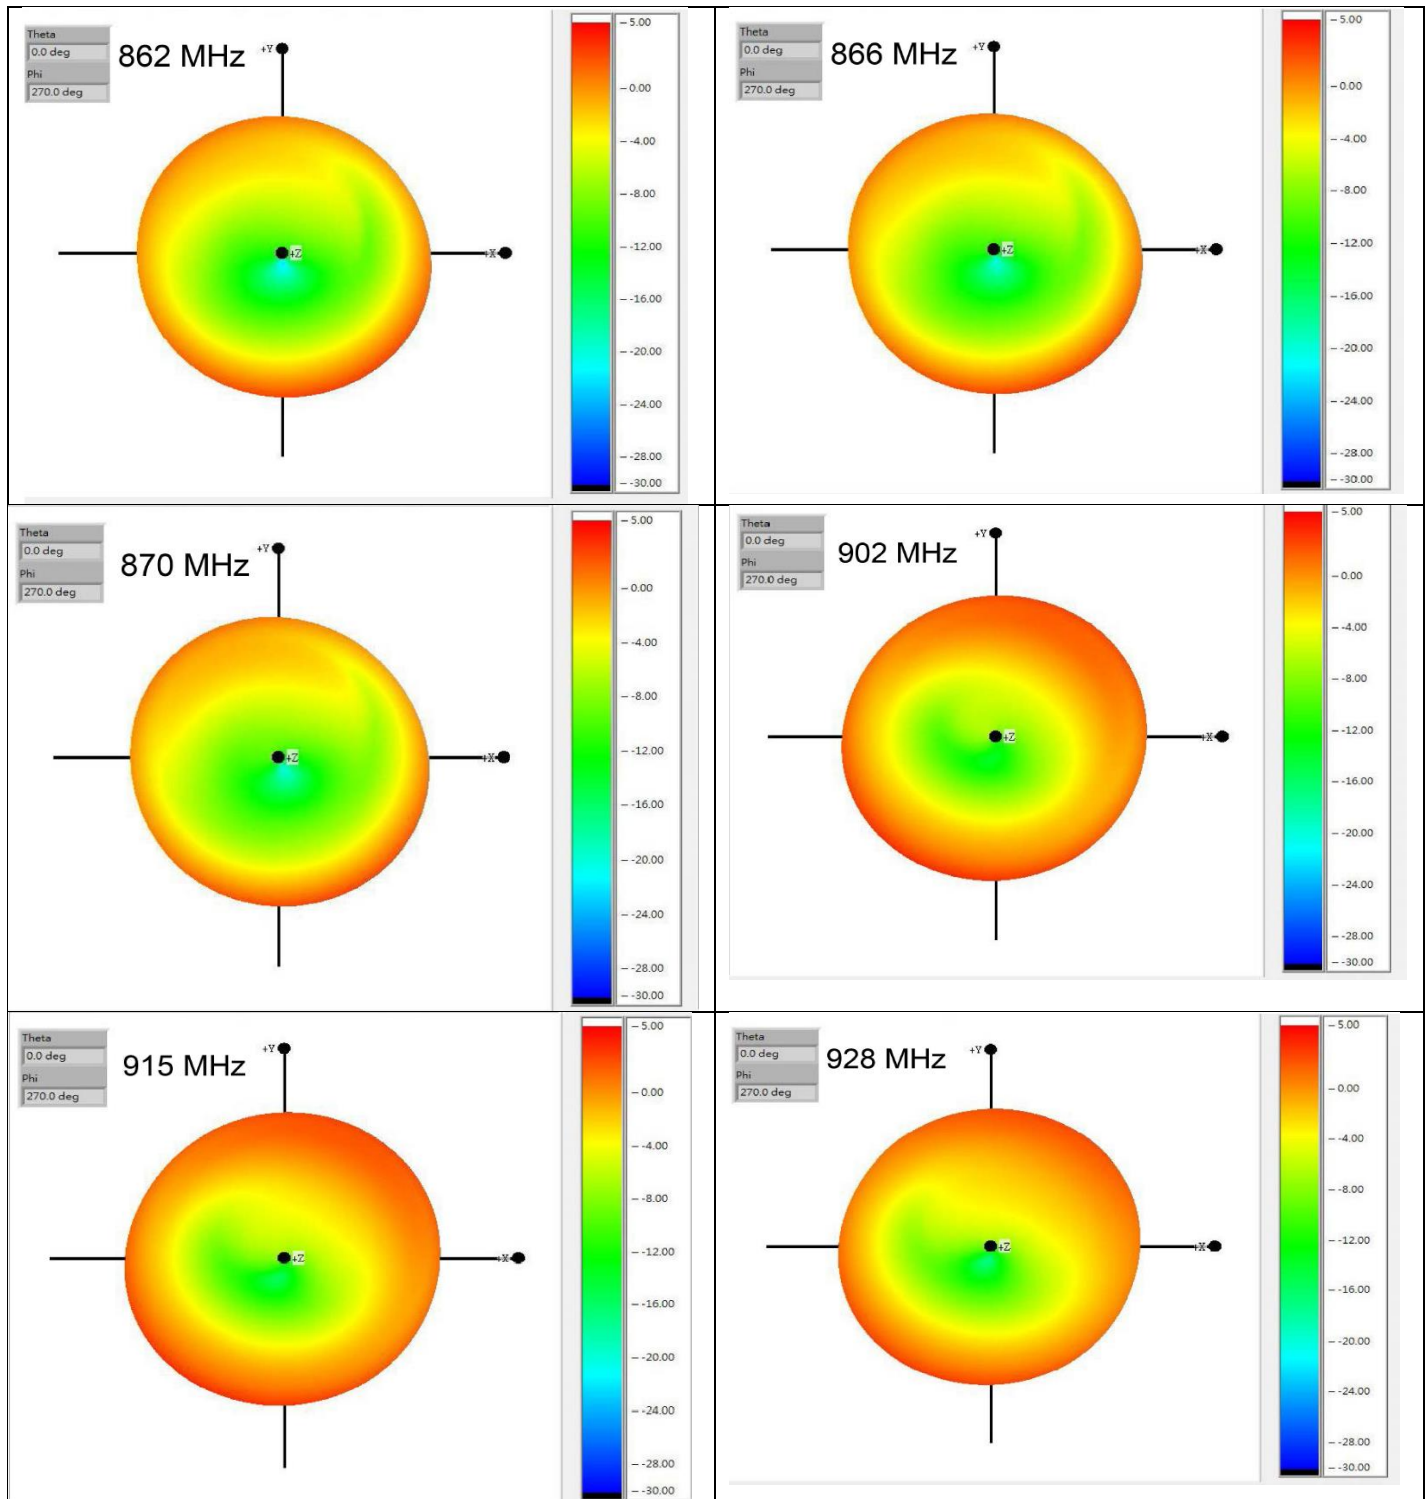 Theta
0.0 deg
Phi
270.0 deg
862 MHz
+Y
+Z
+X
5.00
0.00
-4.00
-8.00
-12.00
-16.00
-20.00
-24.00
-28.00
-30.00
Theta
0.0 deg
Phi
270.0 deg
866 MHz
+Y
+Z
+X
5.00
0.00
-4.00
-8.00
-12.00
-16.00
-20.00
-24.00
-28.00
-30.00
Theta
0.0 deg
Phi
270.0 deg
870 MHz
+Y
+Z
+X
5.00
0.00
-4.00
-8.00
-12.00
-16.00
-20.00
-24.00
-28.00
-30.00
Theta
0.0 deg
Phi
270.0 deg
902 MHz
+Y
+Z
+X
5.00
0.00
-4.00
-8.00
-12.00
-16.00
-20.00
-24.00
-28.00
-30.00
Theta
0.0 deg
Phi
270.0 deg
915 MHz
+Y
+Z
+X
5.00
0.00
-4.00
-8.00
-12.00
-16.00
-20.00
-24.00
-28.00
-30.00
Theta
0.0 deg
Phi
270.0 deg
928 MHz
+Y
+Z
+X
5.00
0.00
-4.00
-8.00
-12.00
-16.00
-20.00
-24.00
-28.00
-30.00